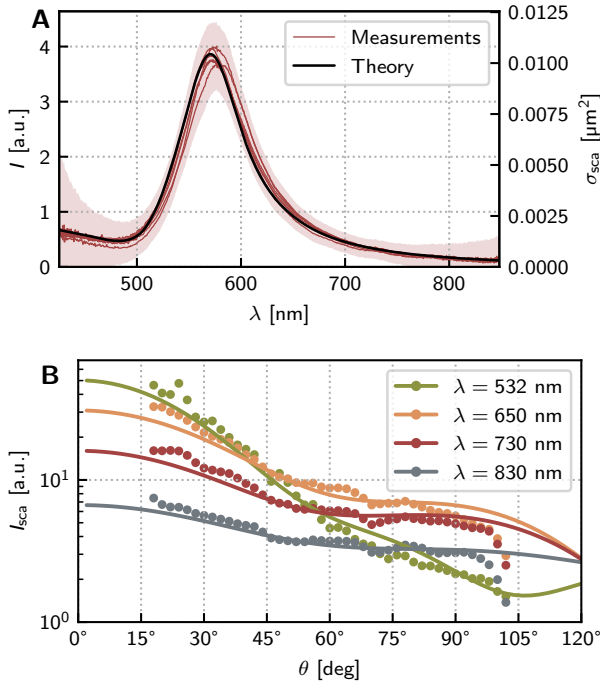 A
Measurements
Theory
I [a.u.]
0
1
2
3
4
σsca [μm²]
0.0000
0.0025
0.0050
0.0075
0.0100
0.0125
500
600
700
800
λ [nm]
B
λ = 532 nm
λ = 650 nm
λ = 730 nm
λ = 830 nm
Isca [a.u.]
10⁰
10¹
0°
15°
30°
45°
60°
75°
90°
105°
120°
θ [deg]